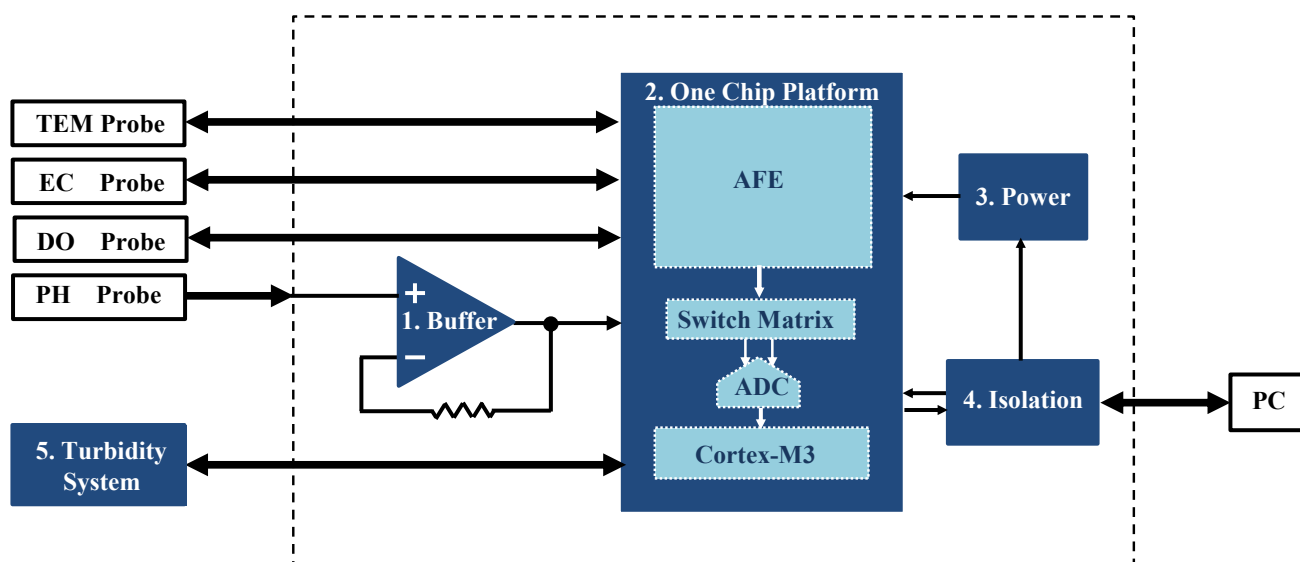 2. One Chip Platform
TEM Probe
EC Probe
DO Probe
PH Probe
AFE
3. Power
+
1. Buffer
−
Switch Matrix
ADC
4. Isolation
PC
5. Turbidity
System
Cortex-M3